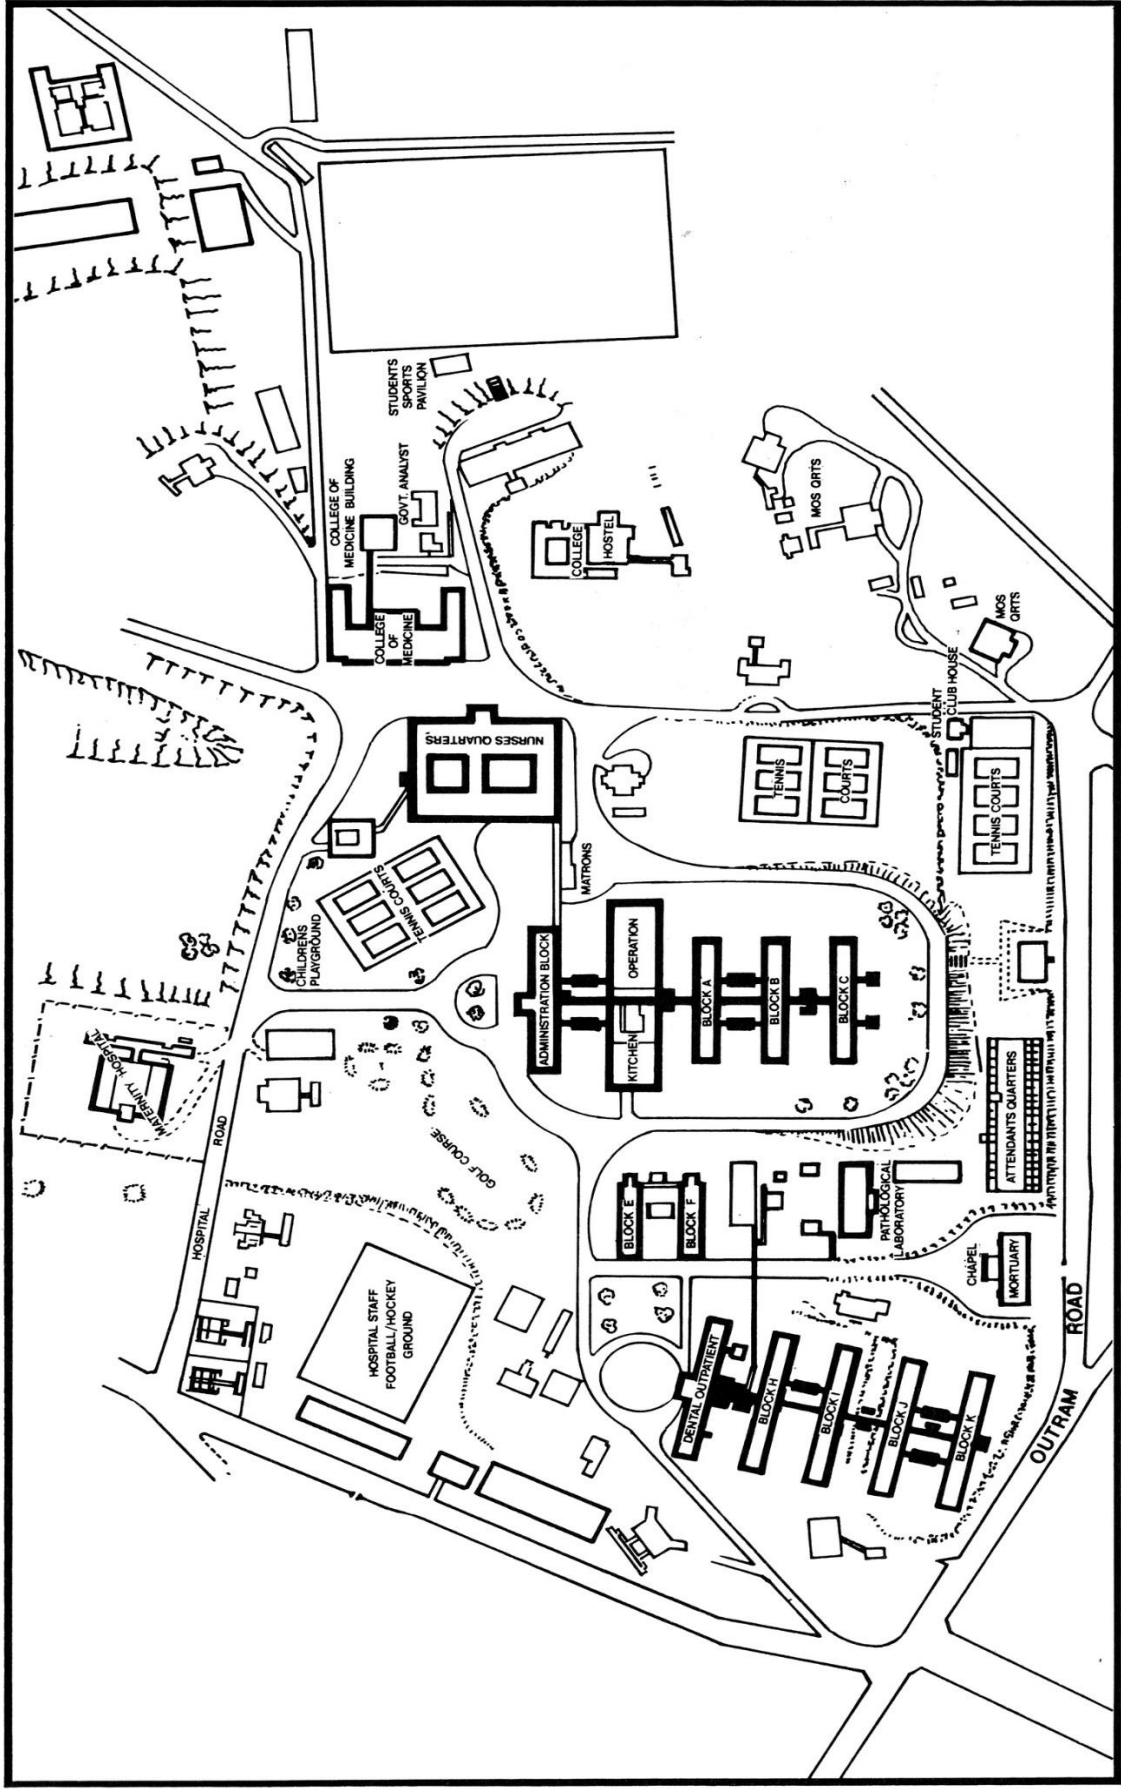 STUDENTS
SPORTS
PAVILION
COLLEGE OF
MEDICINE BUILDING
GOVT. ANALYST
COLLEGE
HOSTEL
MOS QRTS
COLLEGE
OF
MEDICINE
MOS
QRTS
STUDENT
CLUB HOUSE
NURSES QUARTERS
TENNIS
COURTS
TENNIS COURTS
MATRONS
TENNIS COURTS
CHILDRENS
PLAYGROUND
ADMINISTRATION BLOCK
OPERATION
KITCHEN
BLOCK A
BLOCK B
BLOCK C
MATERNITY HOSPITAL
HOSPITAL
ROAD
GOLF COURSE
ATTENDANTS QUARTERS
BLOCK E
BLOCK F
PATHOLOGICAL
LABORATORY
CHAPEL
MORTUARY
HOSPITAL STAFF
FOOTBALL/HOCKEY
GROUND
DENTAL OUTPATIENT
BLOCK H
BLOCK I
BLOCK J
BLOCK K
OUTRAM
ROAD